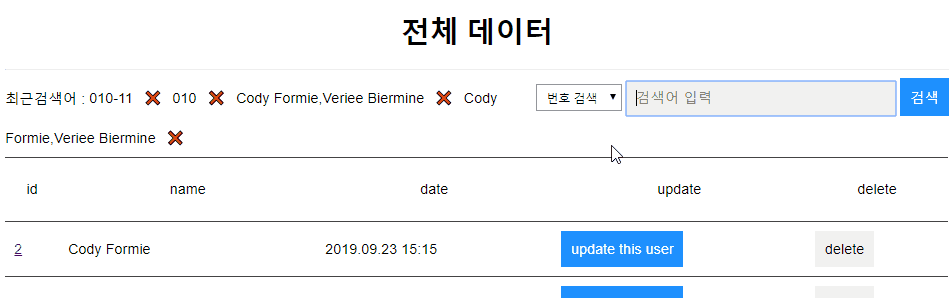 전체 데이터
최근검색어 : 010-11 ✖ 010 ✖ Cody Formie,Veriee Biermine ✖ Cody 번호 검색 ▼ 검색어 입력 검색
Formie,Veriee Biermine ✖
id name date update delete
2 Cody Formie 2019.09.23 15:15 update this user delete